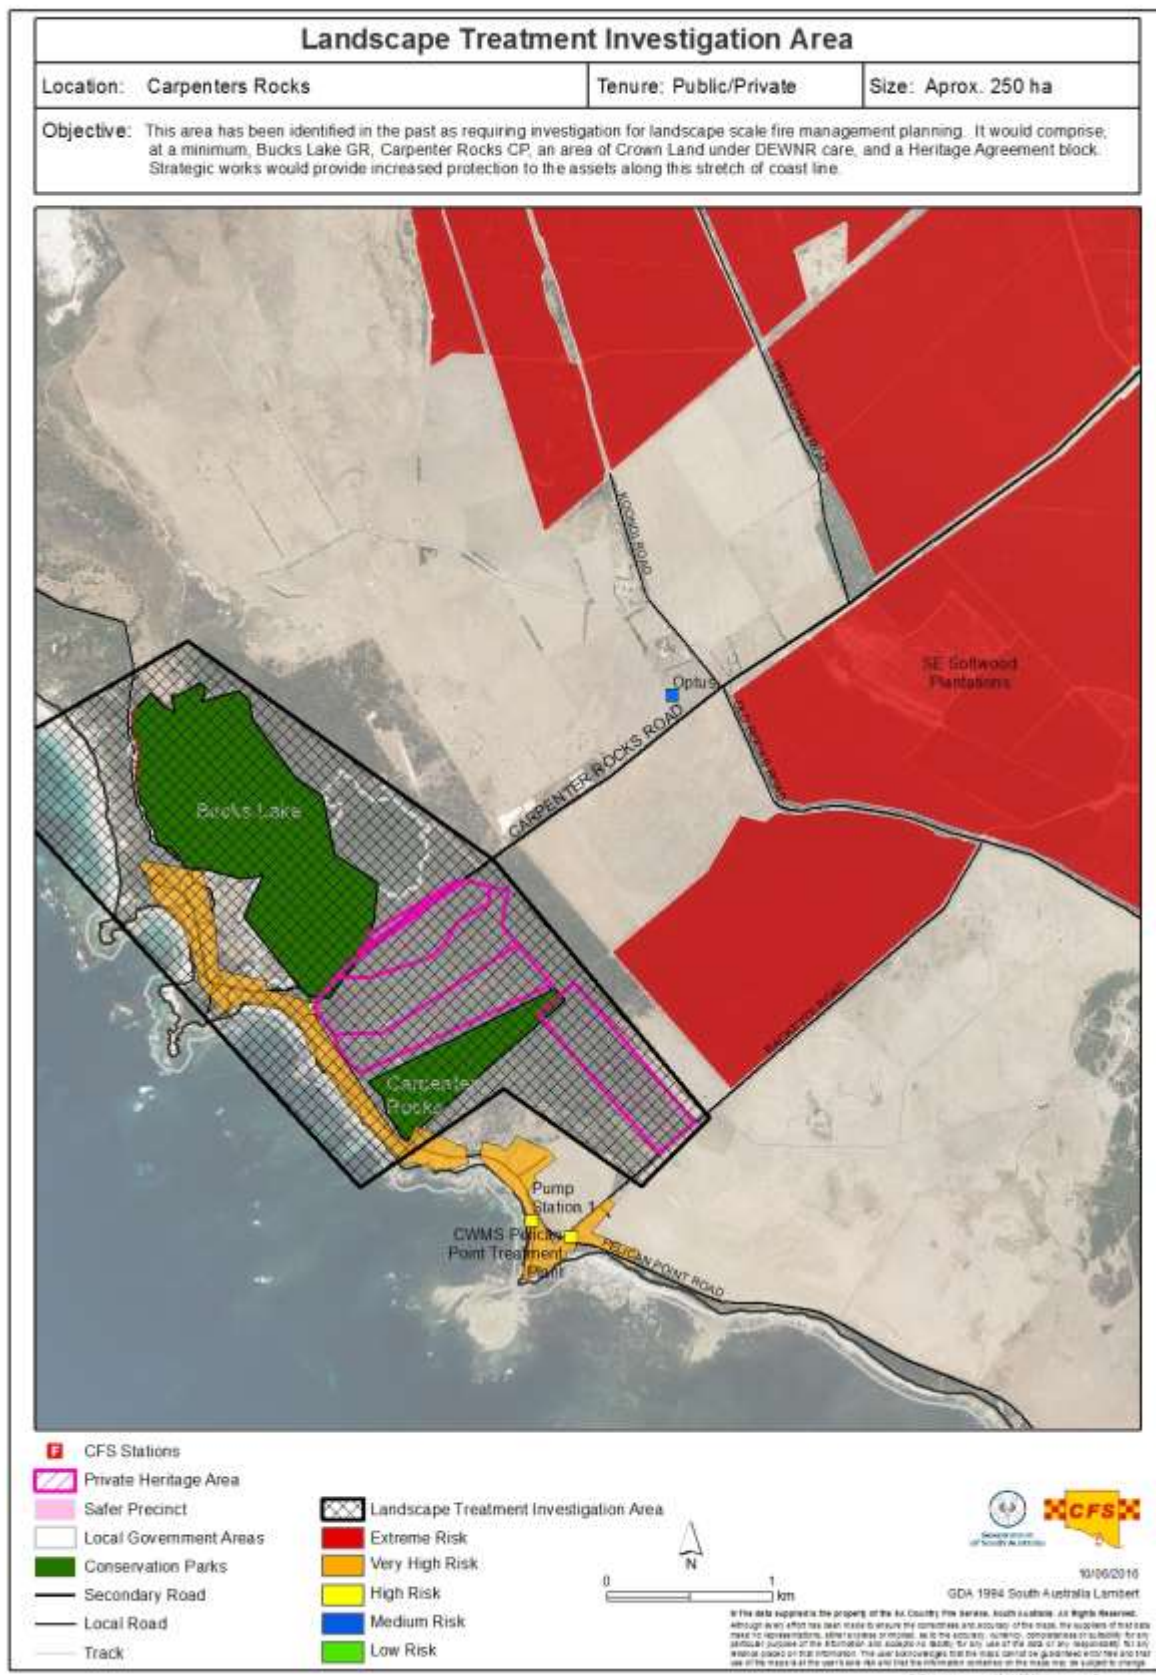 Landscape Treatment Investigation Area
Location: Carpenters Rocks
Tenure: Public/Private
Size: Aprox. 250 ha
Objective: This area has been identified in the past as requiring investigation for landscape scale fire management planning. It would comprise,
at a minimum, Bucks Lake GR, Carpenter Rocks CP, an area of Crown Land under DEWNR care, and a Heritage Agreement block.
Strategic works would provide increased protection to the assets along this stretch of coast line.
KOONGI ROAD
SE Softwood
Plantations
Optus
CARPENTER ROCKS ROAD
Bucks Lake
Carpenter
Rocks
Pump
Station 1
CWMS Pelican
Point Treatment
Plant
PELICAN POINT ROAD
F CFS Stations
Private Heritage Area
Safer Precinct
Local Government Areas
Conservation Parks
Secondary Road
Local Road
Track
Landscape Treatment Investigation Area
Extreme Risk
Very High Risk
High Risk
Medium Risk
Low Risk
N
0 1
km
Government
of South Australia
CFS
10/06/2016
GDA 1994 South Australia Lambert